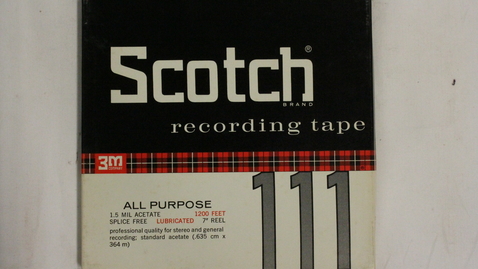 Scotch®
BRAND
recording tape
3M
COMPANY
111
ALL PURPOSE
1.5 MIL ACETATE 1200 FEET
SPLICE FREE LUBRICATED 7" REEL
professional quality for stereo and general
recording; standard acetate (.635 cm x
364 m)